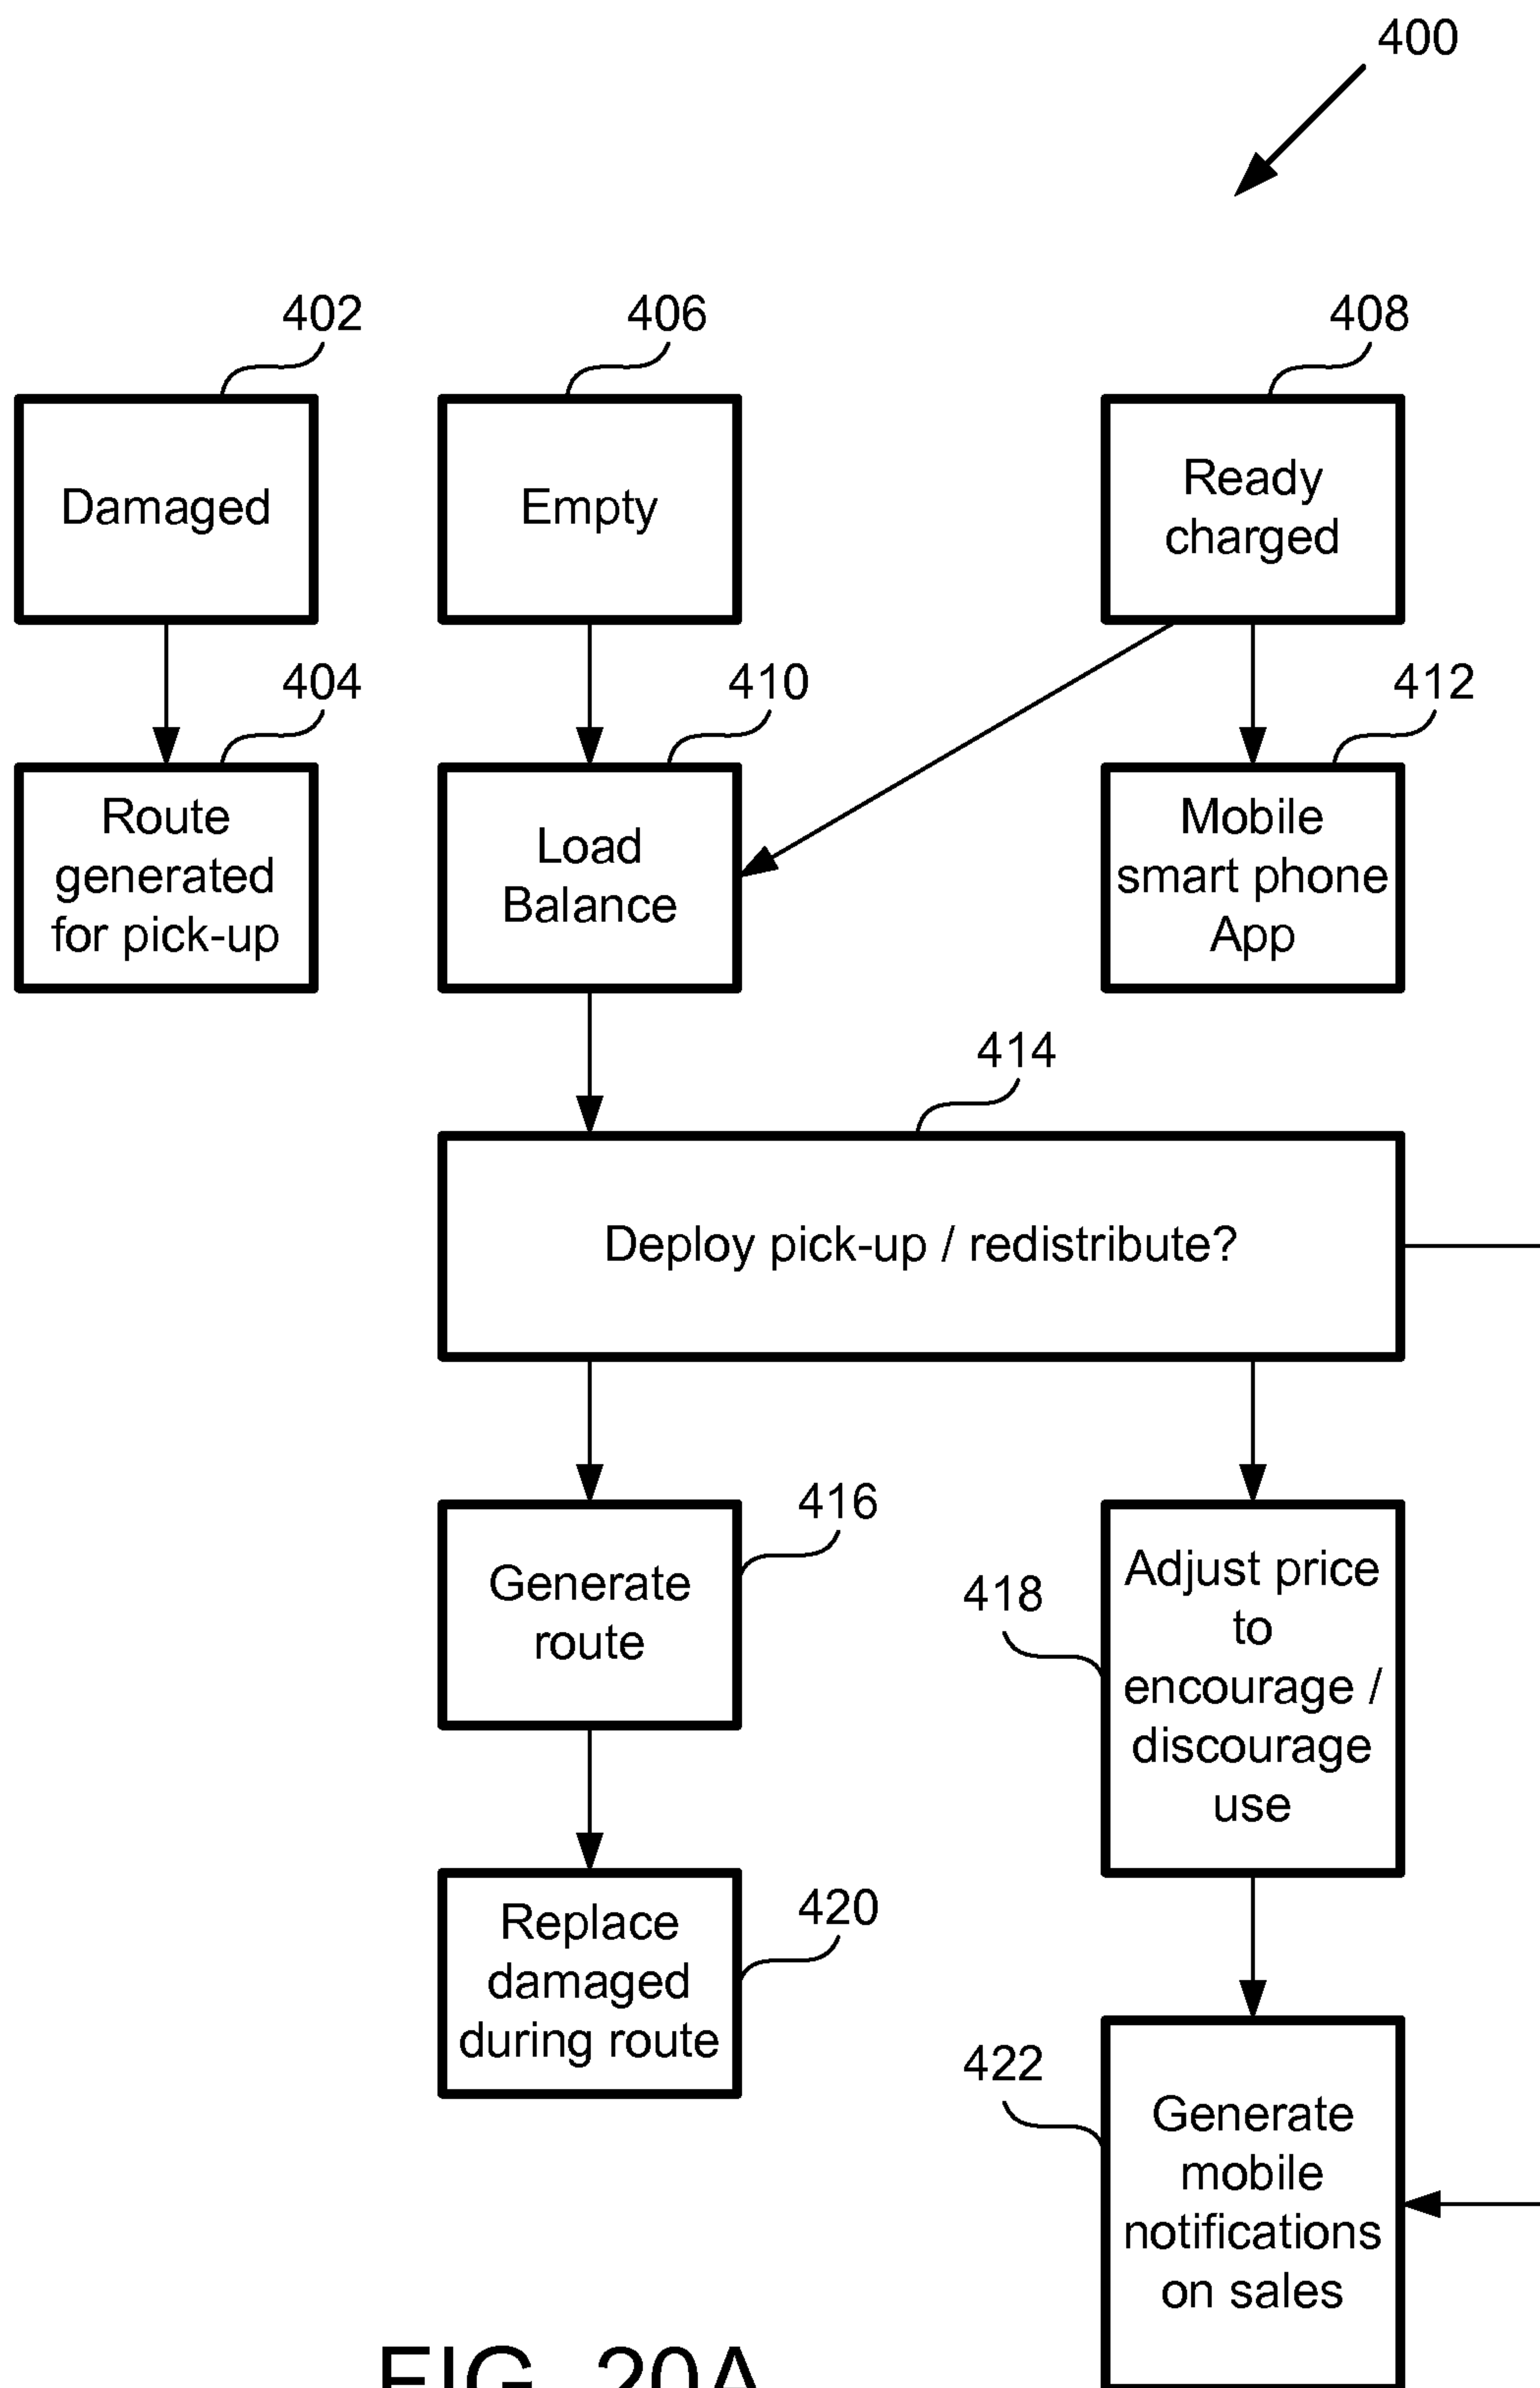 400
402
406
408
Damaged
Empty
Ready
charged
404
410
412
Route
generated
for pick-up
Load
Balance
Mobile
smart phone
App
414
Deploy pick-up / redistribute?
416
Generate
route
418
Adjust price
to
encourage /
discourage
use
420
Replace
damaged
during route
422
Generate
mobile
notifications
on sales
FIG. 20A